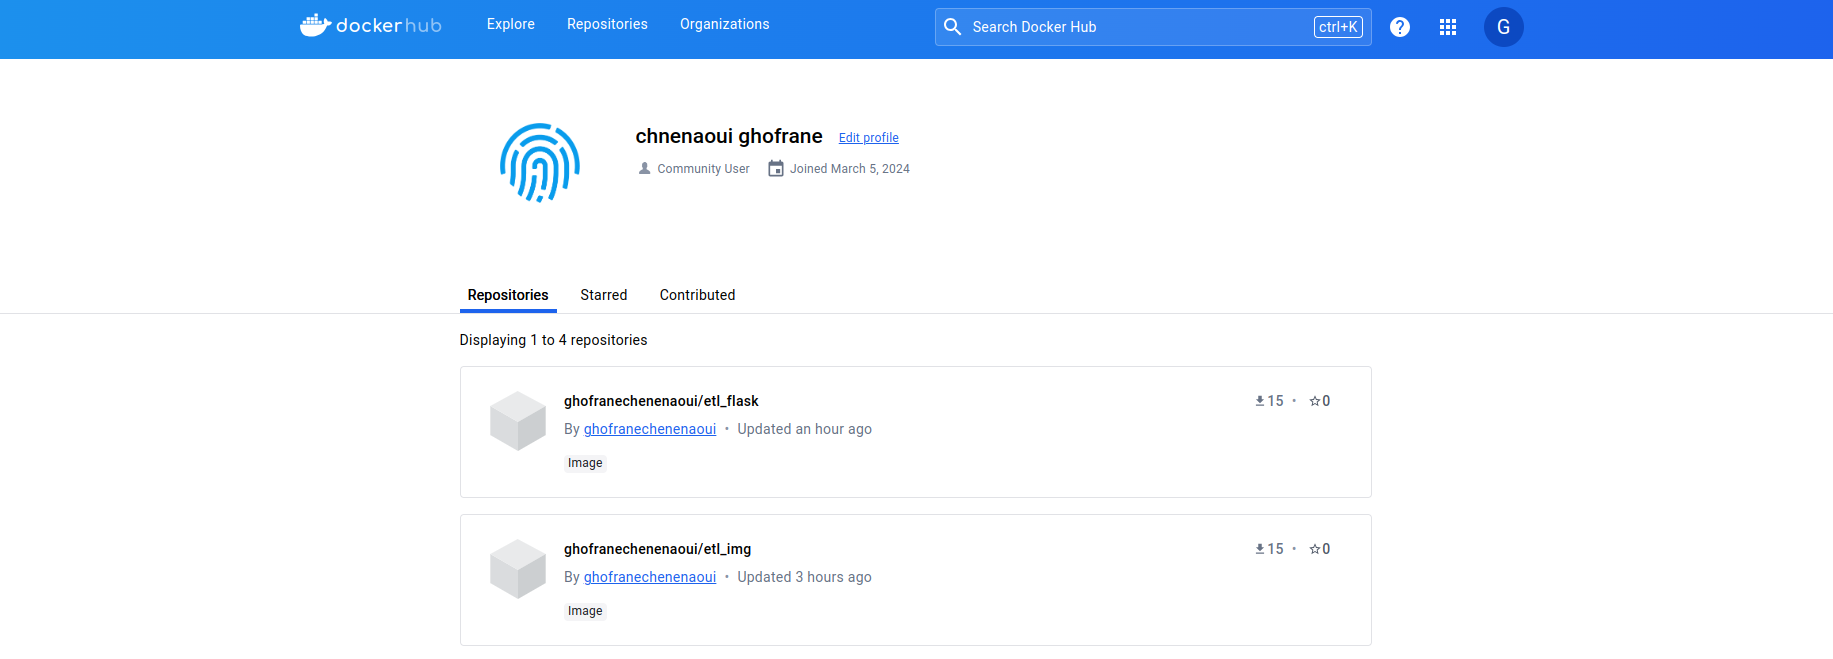 dockerhub Explore Repositories Organizations Search Docker Hub ctrl+K ? G
chnenaoui ghofrane Edit profile
Community User Joined March 5, 2024
Repositories Starred Contributed
Displaying 1 to 4 repositories
ghofranechenenaoui/etl_flask 15 • 0
By ghofranechenenaoui • Updated an hour ago
Image
ghofranechenenaoui/etl_img 15 • 0
By ghofranechenenaoui • Updated 3 hours ago
Image